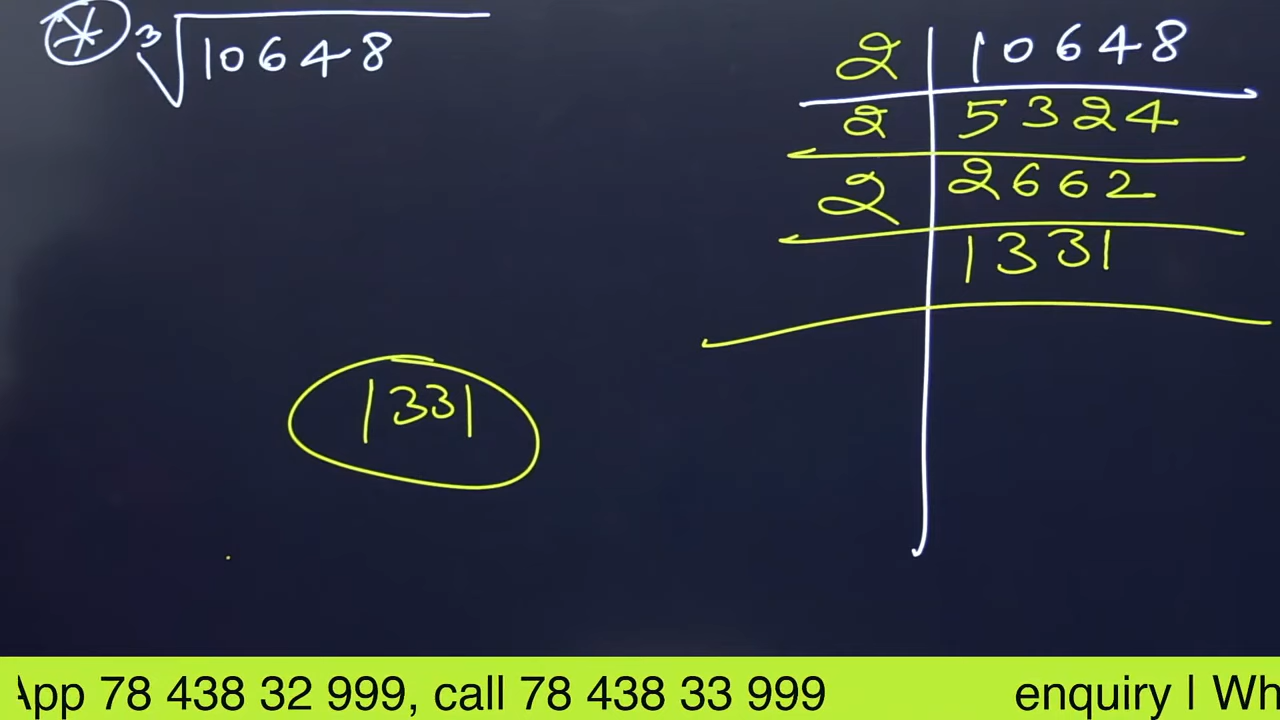 * ∛10648
2 | 10648
2 | 5324
2 | 2662
1331
1331
App 78 438 32 999, call 78 438 33 999 enquiry | Wh